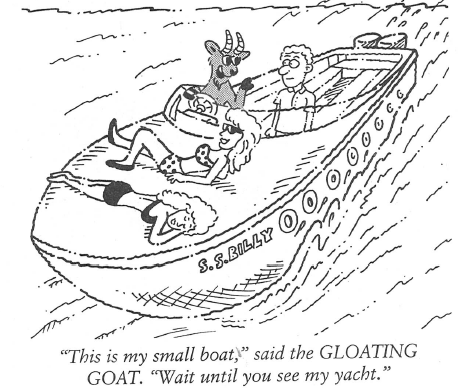 S.S. BILLY
"This is my small boat," said the GLOATING
GOAT. "Wait until you see my yacht."